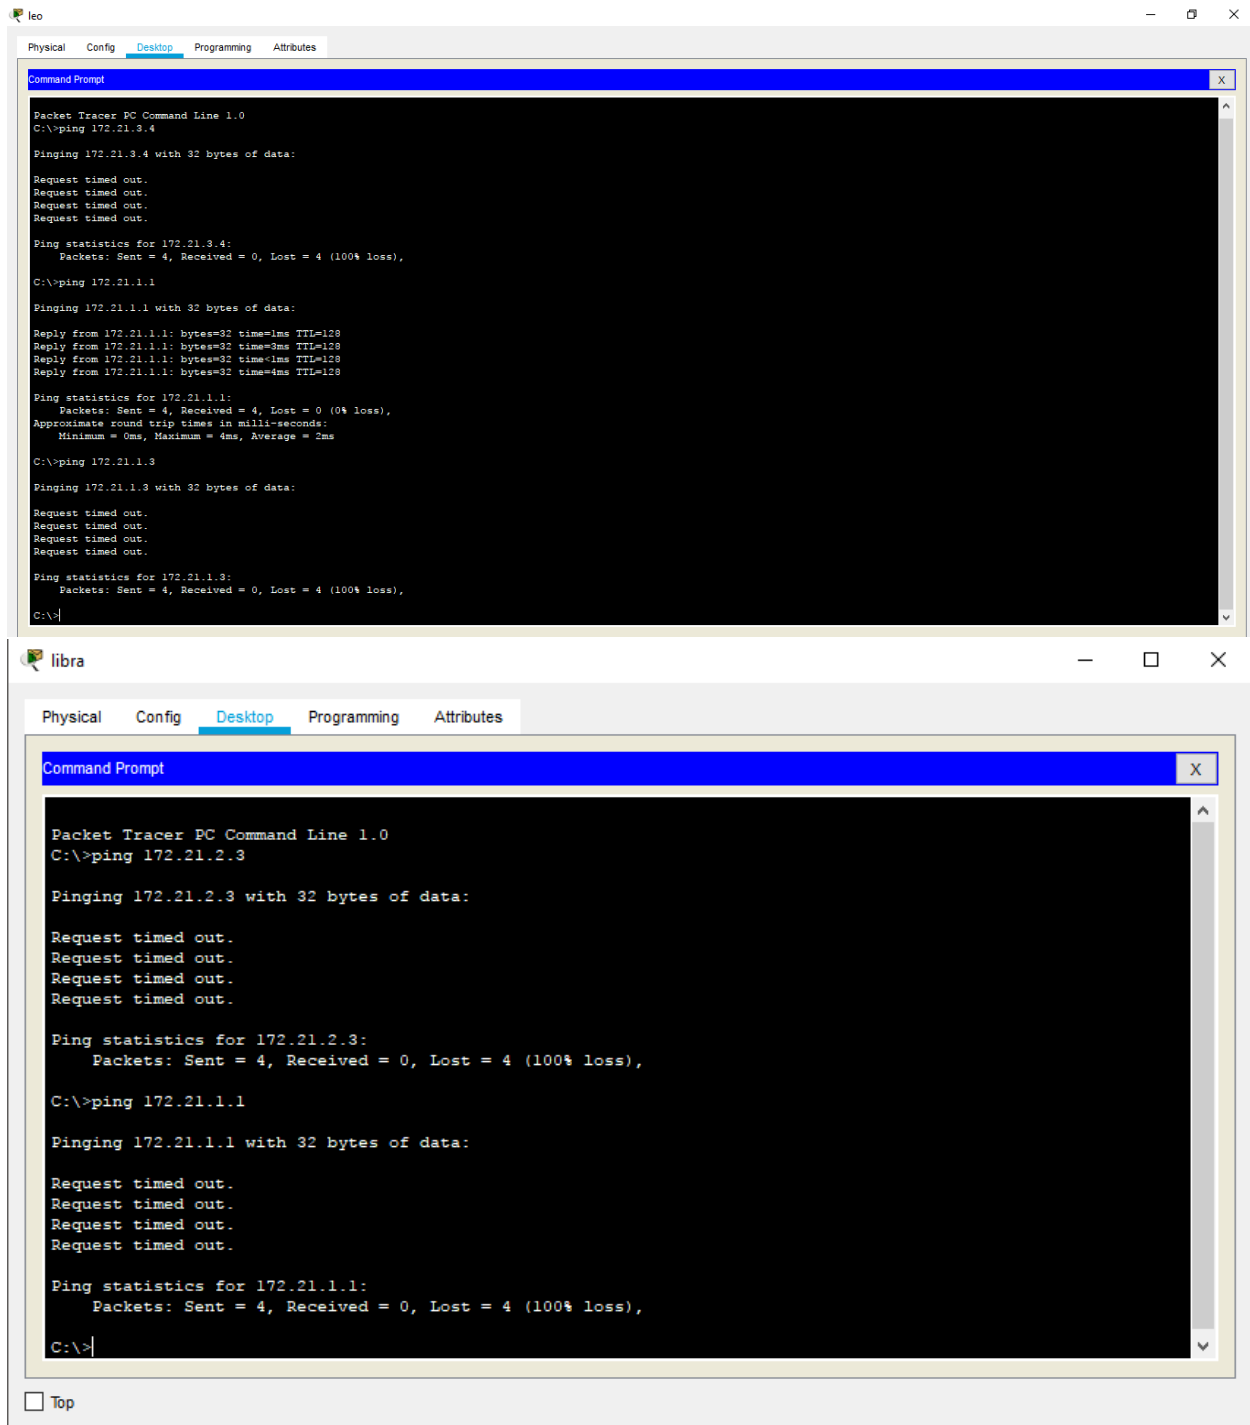 leo
Physical Config Desktop Programming Attributes
Command Prompt
X
Packet Tracer PC Command Line 1.0
C:\>ping 172.21.3.4
Pinging 172.21.3.4 with 32 bytes of data:
Request timed out.
Request timed out.
Request timed out.
Request timed out.
Ping statistics for 172.21.3.4:
Packets: Sent = 4, Received = 0, Lost = 4 (100% loss),
C:\>ping 172.21.1.1
Pinging 172.21.1.1 with 32 bytes of data:
Reply from 172.21.1.1: bytes=32 time=1ms TTL=128
Reply from 172.21.1.1: bytes=32 time=3ms TTL=128
Reply from 172.21.1.1: bytes=32 time<1ms TTL=128
Reply from 172.21.1.1: bytes=32 time=4ms TTL=128
Ping statistics for 172.21.1.1:
Packets: Sent = 4, Received = 4, Lost = 0 (0% loss),
Approximate round trip times in milli-seconds:
Minimum = 0ms, Maximum = 4ms, Average = 2ms
C:\>ping 172.21.1.3
Pinging 172.21.1.3 with 32 bytes of data:
Request timed out.
Request timed out.
Request timed out.
Request timed out.
Ping statistics for 172.21.1.3:
Packets: Sent = 4, Received = 0, Lost = 4 (100% loss),
C:\>
libra
Physical Config Desktop Programming Attributes
Command Prompt
X
Packet Tracer PC Command Line 1.0
C:\>ping 172.21.2.3
Pinging 172.21.2.3 with 32 bytes of data:
Request timed out.
Request timed out.
Request timed out.
Request timed out.
Ping statistics for 172.21.2.3:
Packets: Sent = 4, Received = 0, Lost = 4 (100% loss),
C:\>ping 172.21.1.1
Pinging 172.21.1.1 with 32 bytes of data:
Request timed out.
Request timed out.
Request timed out.
Request timed out.
Ping statistics for 172.21.1.1:
Packets: Sent = 4, Received = 0, Lost = 4 (100% loss),
C:\>
Top